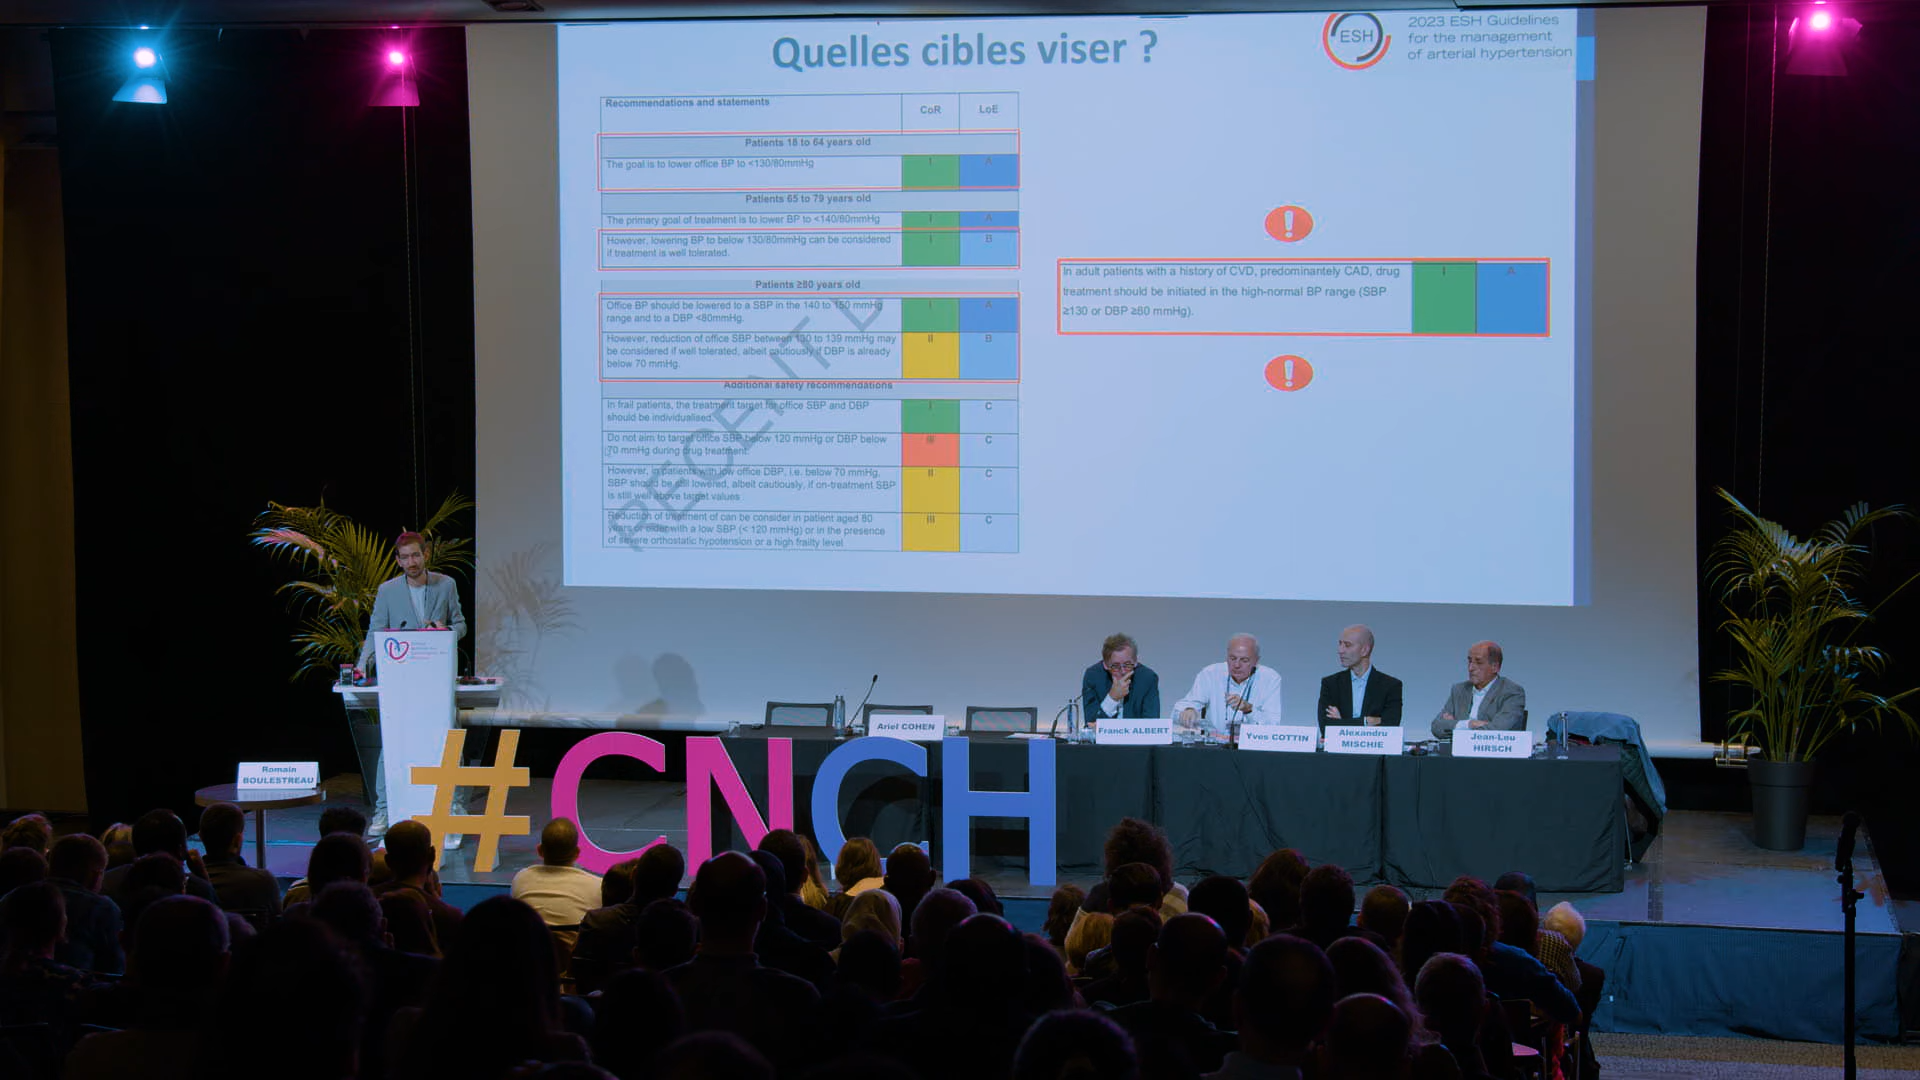 Quelles cibles viser ?
ESH
2023 ESH Guidelines
for the management
of arterial hypertension
Recommendations and statements CoR LoE
Patients 18 to 64 years old
The goal is to lower office BP to <130/80mmHg I A
Patients 65 to 79 years old
The primary goal of treatment is to lower BP to <140/80mmHg I A
However, lowering BP to below 130/80mmHg can be considered I B
if treatment is well tolerated.
Patients ≥80 years old
Office BP should be lowered to a SBP in the 140 to 150 mmHg I A
range and to a DBP <80mmHg.
However, reduction of office SBP between 130 to 139 mmHg may II B
be considered if well tolerated, albeit cautiously if DBP is already
below 70 mmHg.
Additional safety recommendations
In frail patients, the treatment target for office SBP and DBP I C
should be individualised.
Do not aim to target office SBP below 120 mmHg or DBP below III C
70 mmHg during drug treatment.
However, in patients with low office DBP, i.e. below 70 mmHg, II C
SBP should be still lowered, albeit cautiously, if on-treatment SBP
is still well above target values
Reduction of treatment of can be consider in patient aged 80 III C
years or older with a low SBP (< 120 mmHg) or in the presence
of severe orthostatic hypotension or a high frailty level
RECENT
In adult patients with a history of CVD, predominantely CAD, drug I A
treatment should be initiated in the high-normal BP range (SBP
≥130 or DBP ≥80 mmHg).
Ariel COHEN
Franck ALBERT
Yves COTTIN
Alexandru
MISCHIE
Jean-Lou
HIRSCH
Romain
BOULESTREAU
#CNCH